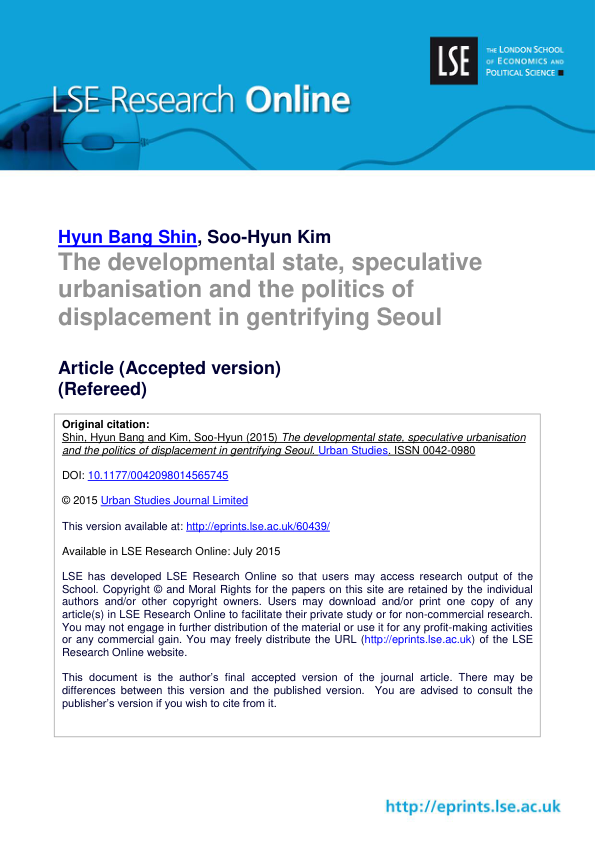 LSE
THE LONDON SCHOOL
OF ECONOMICS AND
POLITICAL SCIENCE
LSE Research Online
Hyun Bang Shin, Soo-Hyun Kim
The developmental state, speculative
urbanisation and the politics of
displacement in gentrifying Seoul
Article (Accepted version)
(Refereed)
Original citation:
Shin, Hyun Bang and Kim, Soo-Hyun (2015) The developmental state, speculative urbanisation
and the politics of displacement in gentrifying Seoul. Urban Studies. ISSN 0042-0980
DOI: 10.1177/0042098014565745
© 2015 Urban Studies Journal Limited
This version available at: http://eprints.lse.ac.uk/60439/
Available in LSE Research Online: July 2015
LSE has developed LSE Research Online so that users may access research output of the
School. Copyright © and Moral Rights for the papers on this site are retained by the individual
authors and/or other copyright owners. Users may download and/or print one copy of any
article(s) in LSE Research Online to facilitate their private study or for non-commercial research.
You may not engage in further distribution of the material or use it for any profit-making activities
or any commercial gain. You may freely distribute the URL (http://eprints.lse.ac.uk) of the LSE
Research Online website.
This document is the author's final accepted version of the journal article. There may be
differences between this version and the published version. You are advised to consult the
publisher's version if you wish to cite from it.
http://eprints.lse.ac.uk